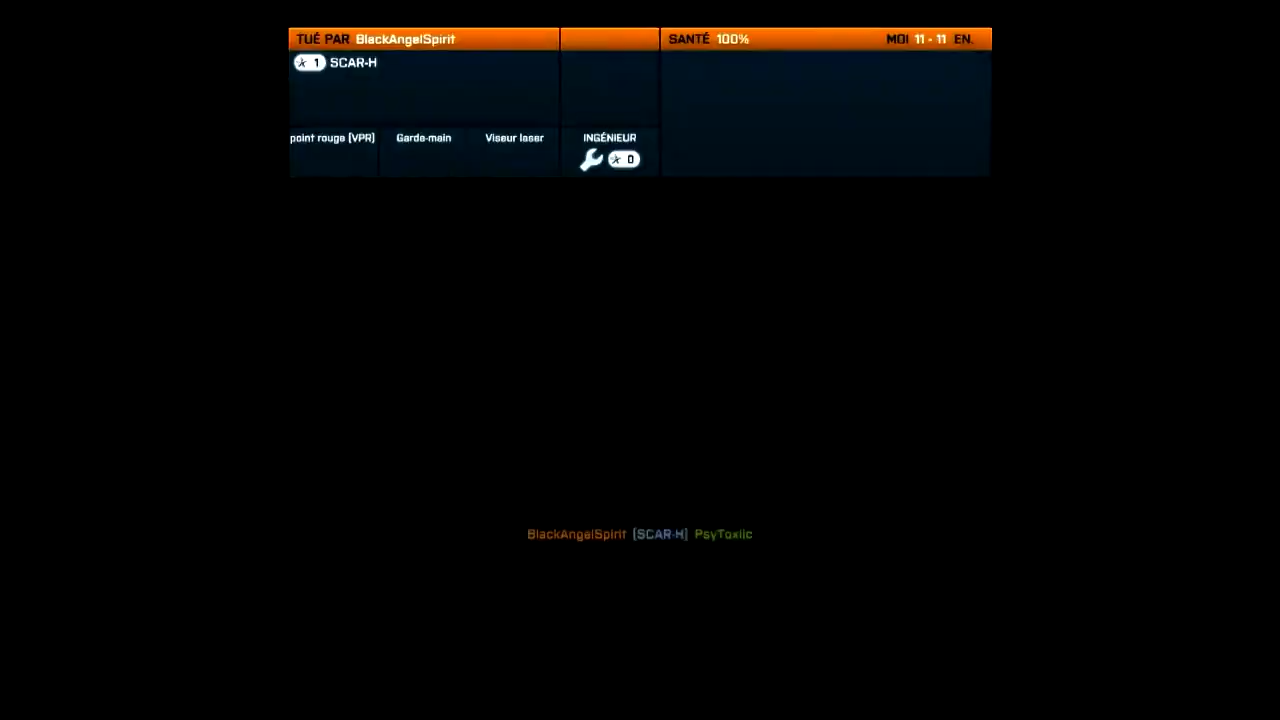 TUÉ PAR BlackAngelSpirit SANTÉ 100% MOI 11 - 11 EN.
1 SCAR-H
point rouge (VPR) Garde-main Viseur laser INGÉNIEUR
0
BlackAngelSpirit [SCAR-H] PsyToxiic